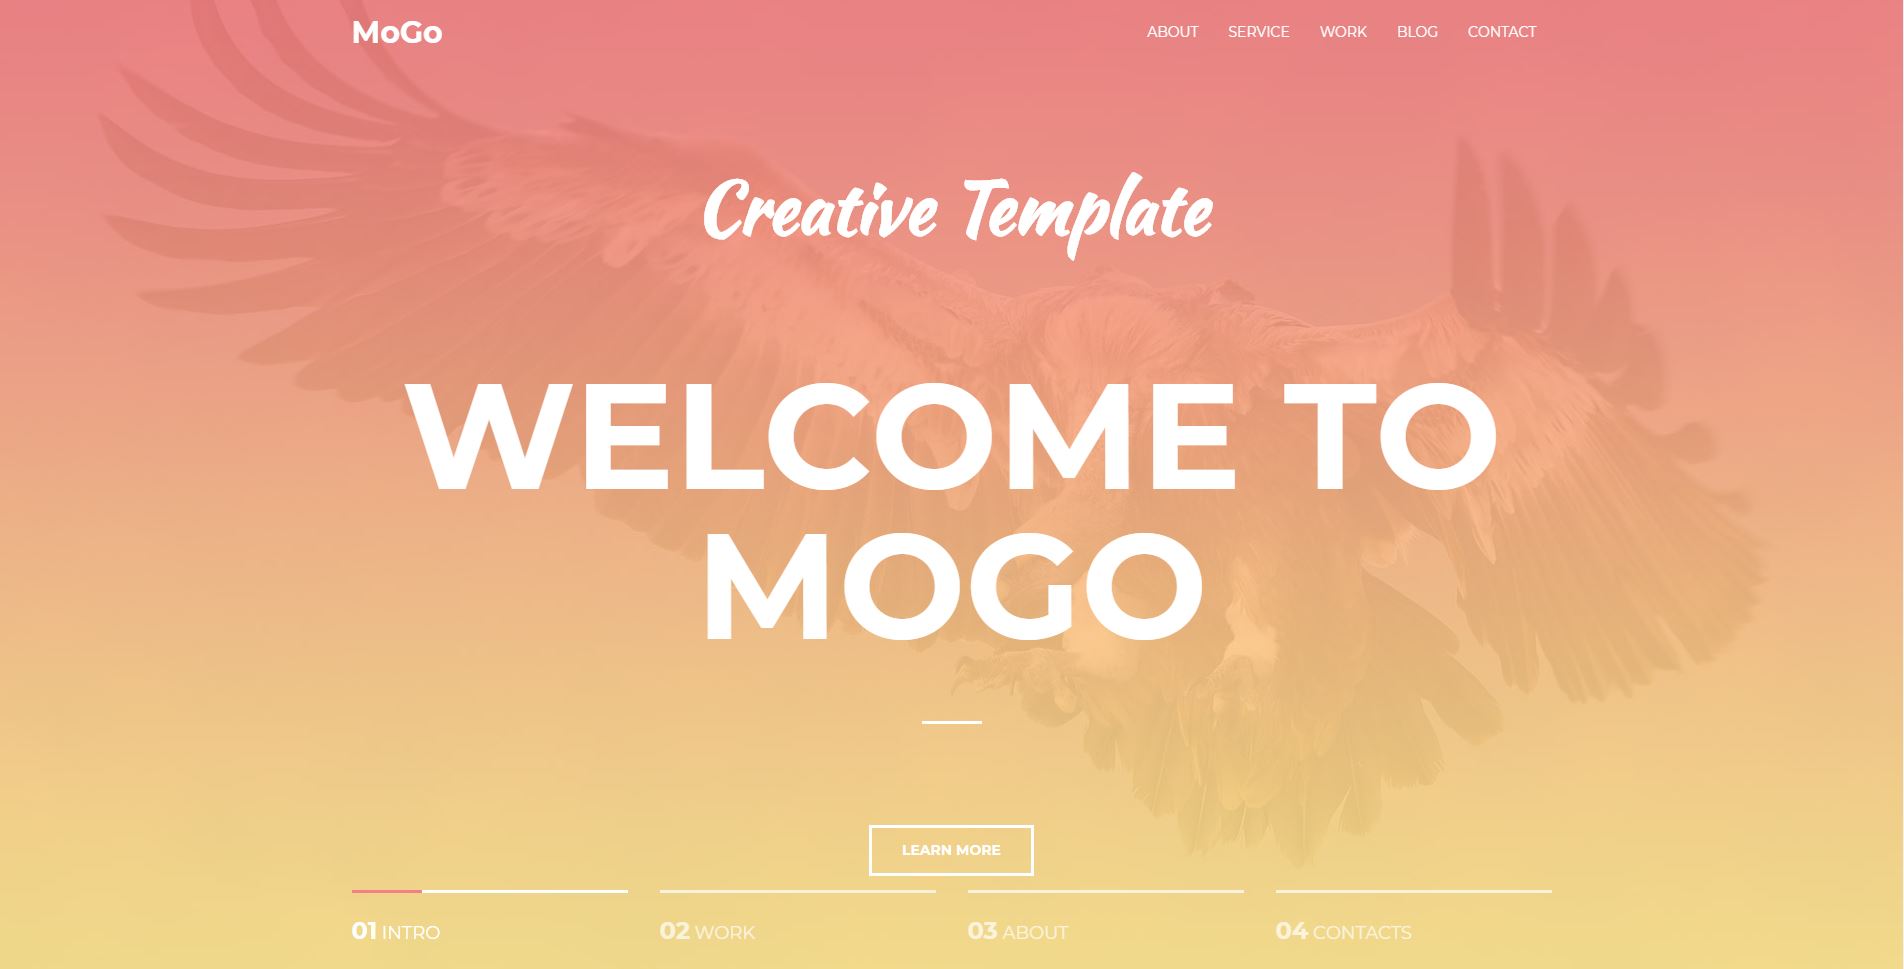 MoGo
ABOUT SERVICE WORK BLOG CONTACT
Creative Template
WELCOME TO
MOGO
LEARN MORE
01 INTRO
02 WORK
03 ABOUT
04 CONTACTS